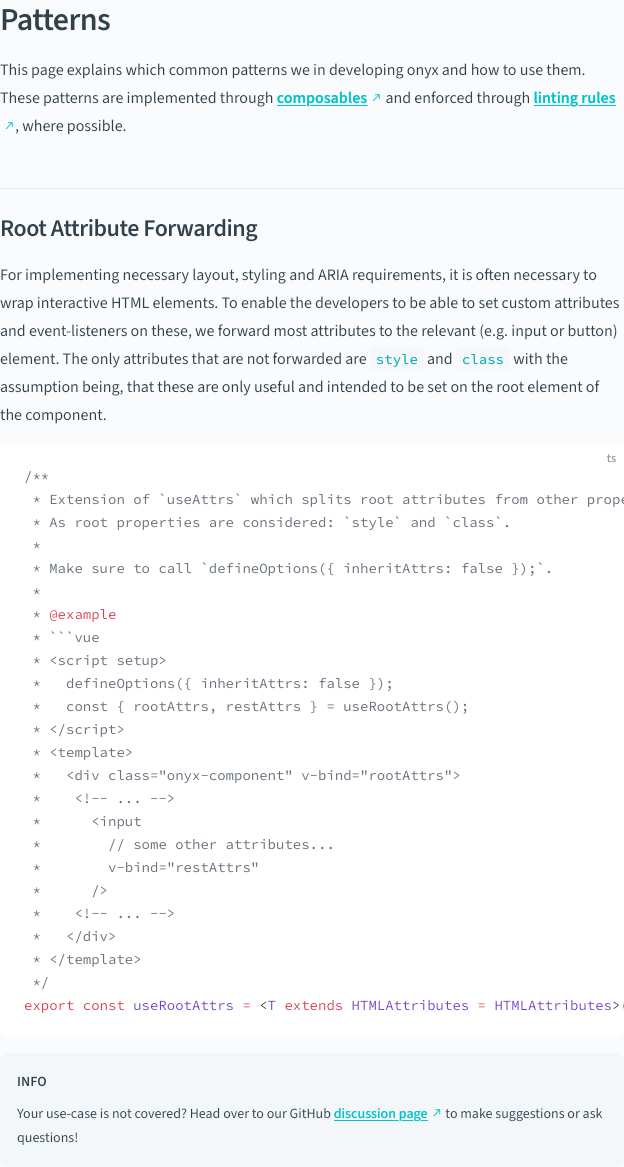 Patterns
This page explains which common patterns we in developing onyx and how to use them.
These patterns are implemented through composables ↗ and enforced through linting rules
↗, where possible.
Root Attribute Forwarding
For implementing necessary layout, styling and ARIA requirements, it is often necessary to
wrap interactive HTML elements. To enable the developers to be able to set custom attributes
and event-listeners on these, we forward most attributes to the relevant (e.g. input or button)
element. The only attributes that are not forwarded are style and class with the
assumption being, that these are only useful and intended to be set on the root element of
the component.
ts
/**
 * Extension of `useAttrs` which splits root attributes from other prope
 * As root properties are considered: `style` and `class`.
 *
 * Make sure to call `defineOptions({ inheritAttrs: false });`.
 *
 * @example
 * ```vue
 * <script setup>
 *   defineOptions({ inheritAttrs: false });
 *   const { rootAttrs, restAttrs } = useRootAttrs();
 * </script>
 * <template>
 *   <div class="onyx-component" v-bind="rootAttrs">
 *    <!-- ... -->
 *      <input
 *        // some other attributes...
 *        v-bind="restAttrs"
 *      />
 *    <!-- ... -->
 *   </div>
 * </template>
 */
export const useRootAttrs = <T extends HTMLAttributes = HTMLAttributes>(
INFO
Your use-case is not covered? Head over to our GitHub discussion page ↗ to make suggestions or ask
questions!